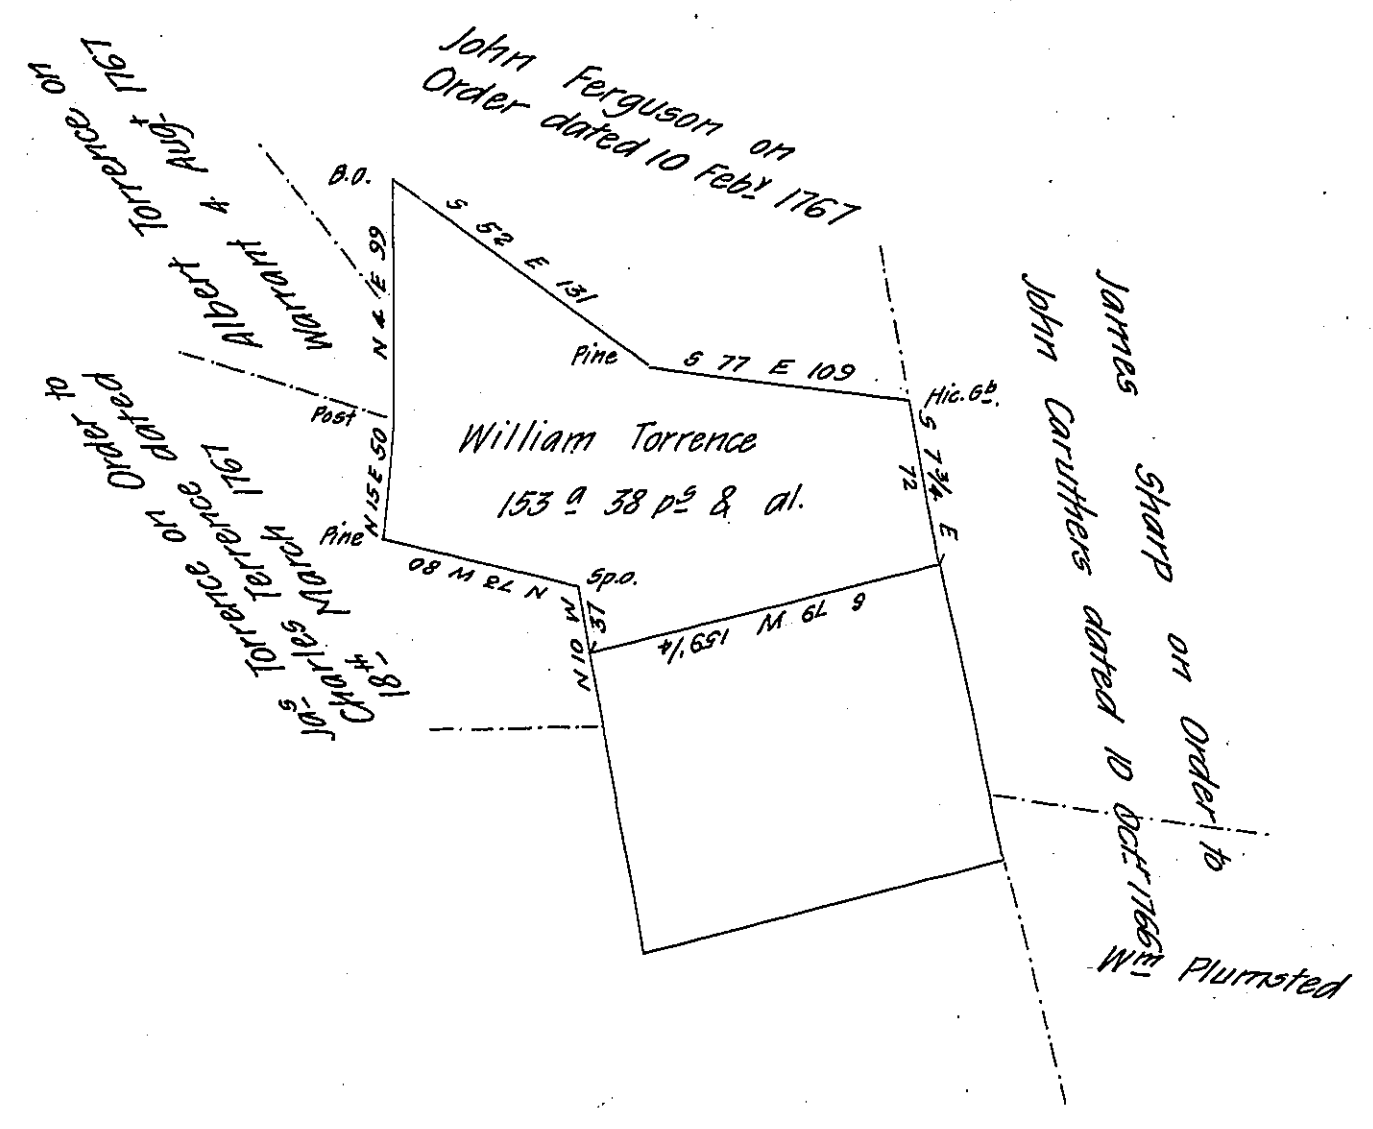 John Ferguson on
Order dated 10 Feby 1767
Albert Torrence on
Warrant 4 Augt 1767
B.O.
S 52 E 131
N 4 E 99
Pine
S 77 E 109
Hic. Gb.
Post
William Torrence
153 a 38 ps & al.
S 7 3/4 E
72
N 15 E 50
Pine
N 73 W 80
Sp.o.
N 10 W 37
S 79 W 159 1/4
Jas Torrence on Order to
Charles Terrence dated
18th March 1767
James Sharp on Order to
John Caruthers dated 10 Octr 1766
Wm Plumsted